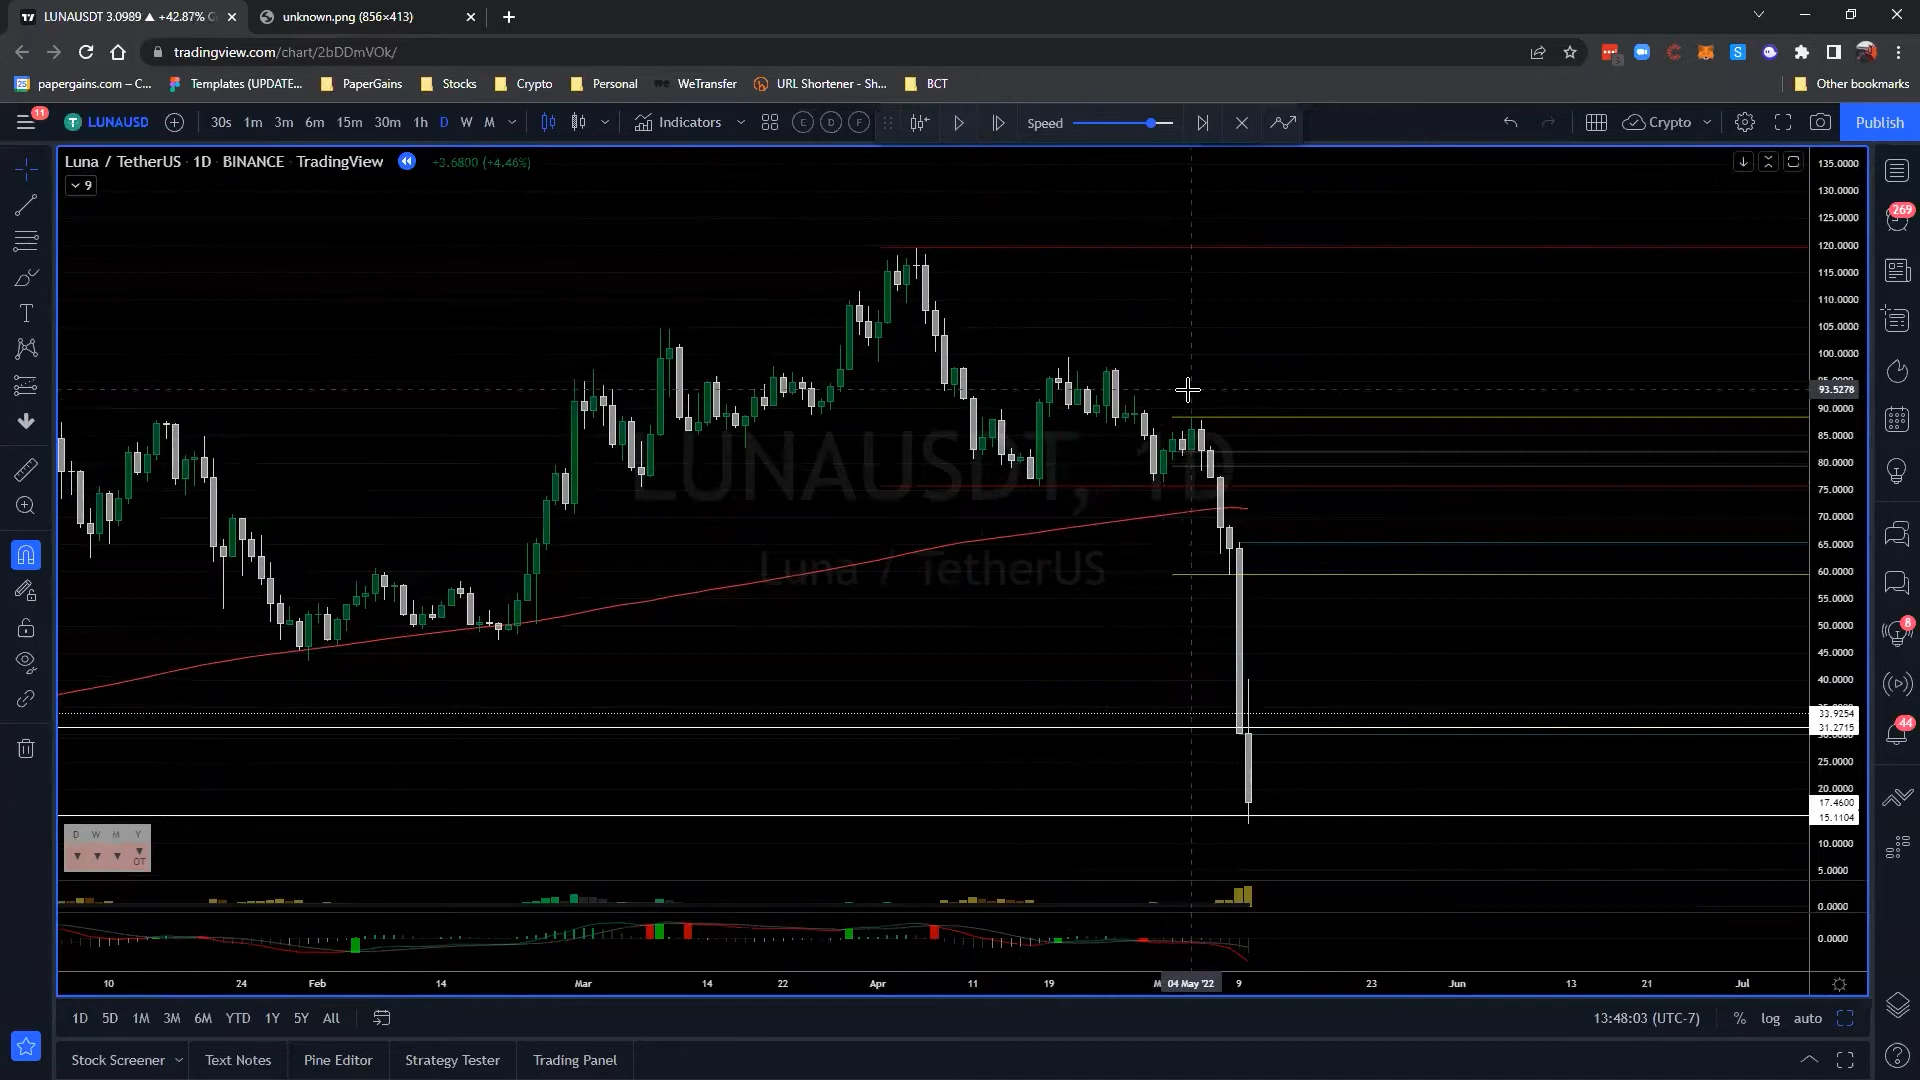 LUNAUSDT 3.0989 ▲ +42.87%
unknown.png (856×413)
tradingview.com/chart/2bDDmVOk/
papergains.com – C...
Templates (UPDATE...
PaperGains
Stocks
Crypto
Personal
WeTransfer
URL Shortener - Sh...
BCT
Other bookmarks
11
LUNAUSD
30s 1m 3m 6m 15m 30m 1h D W M
Indicators
E D F
Speed
Crypto
Publish
Luna / TetherUS · 1D · BINANCE · TradingView
+3.6800 (+4.46%)
9
LUNAUSDT, 1D
Luna / TetherUS
135.0000
130.0000
125.0000
120.0000
115.0000
110.0000
105.0000
100.0000
93.5278
90.0000
85.0000
80.0000
75.0000
70.0000
65.0000
60.0000
55.0000
50.0000
45.0000
40.0000
33.9254
31.2715
30.0000
25.0000
20.0000
17.4600
15.1104
10.0000
5.0000
0.0000
0.0000
D W M Y
OT
10 24 Feb 14 Mar 14 22 Apr 11 19 M 04 May '22 9 23 Jun 13 21 Jul
1D 5D 1M 3M 6M YTD 1Y 5Y All
13:48:03 (UTC-7)
% log auto
Stock Screener
Text Notes
Pine Editor
Strategy Tester
Trading Panel
269
8
44